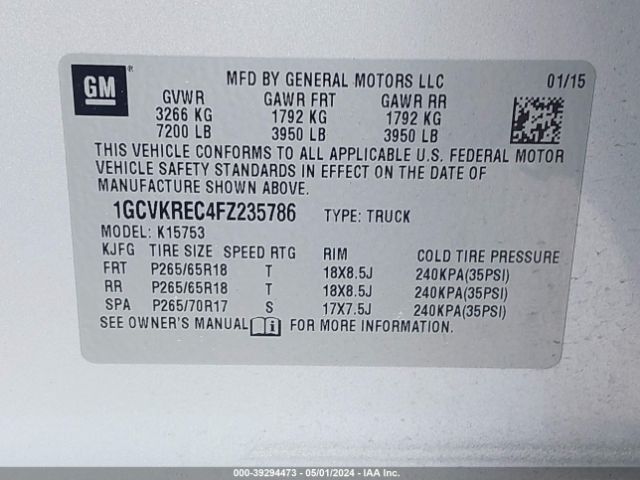 GM ® MFD BY GENERAL MOTORS LLC 01/15
GVWR GAWR FRT GAWR RR
3266 KG 1792 KG 1792 KG
7200 LB 3950 LB 3950 LB
THIS VEHICLE CONFORMS TO ALL APPLICABLE U.S. FEDERAL MOTOR
VEHICLE SAFETY STANDARDS IN EFFECT ON THE DATE OF
MANUFACTURE SHOWN ABOVE.
1GCVKREC4FZ235786 TYPE: TRUCK
MODEL: K15753
KJFG TIRE SIZE SPEED RTG RIM COLD TIRE PRESSURE
FRT P265/65R18 T 18X8.5J 240KPA(35PSI)
RR P265/65R18 T 18X8.5J 240KPA(35PSI)
SPA P265/70R17 S 17X7.5J 240KPA(35PSI)
SEE OWNER'S MANUAL i FOR MORE INFORMATION.
000-39294473 - 05/01/2024 - IAA Inc.